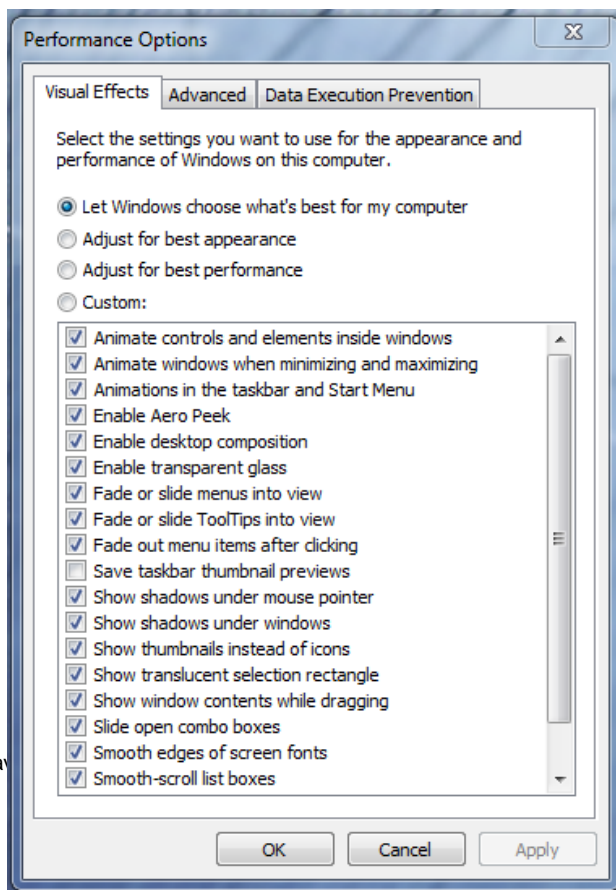 Performance Options
Visual Effects
Advanced
Data Execution Prevention
Select the settings you want to use for the appearance and
performance of Windows on this computer.
Let Windows choose what's best for my computer
Adjust for best appearance
Adjust for best performance
Custom:
Animate controls and elements inside windows
Animate windows when minimizing and maximizing
Animations in the taskbar and Start Menu
Enable Aero Peek
Enable desktop composition
Enable transparent glass
Fade or slide menus into view
Fade or slide ToolTips into view
Fade out menu items after clicking
Save taskbar thumbnail previews
Show shadows under mouse pointer
Show shadows under windows
Show thumbnails instead of icons
Show translucent selection rectangle
Show window contents while dragging
Slide open combo boxes
Smooth edges of screen fonts
Smooth-scroll list boxes
OK
Cancel
Apply